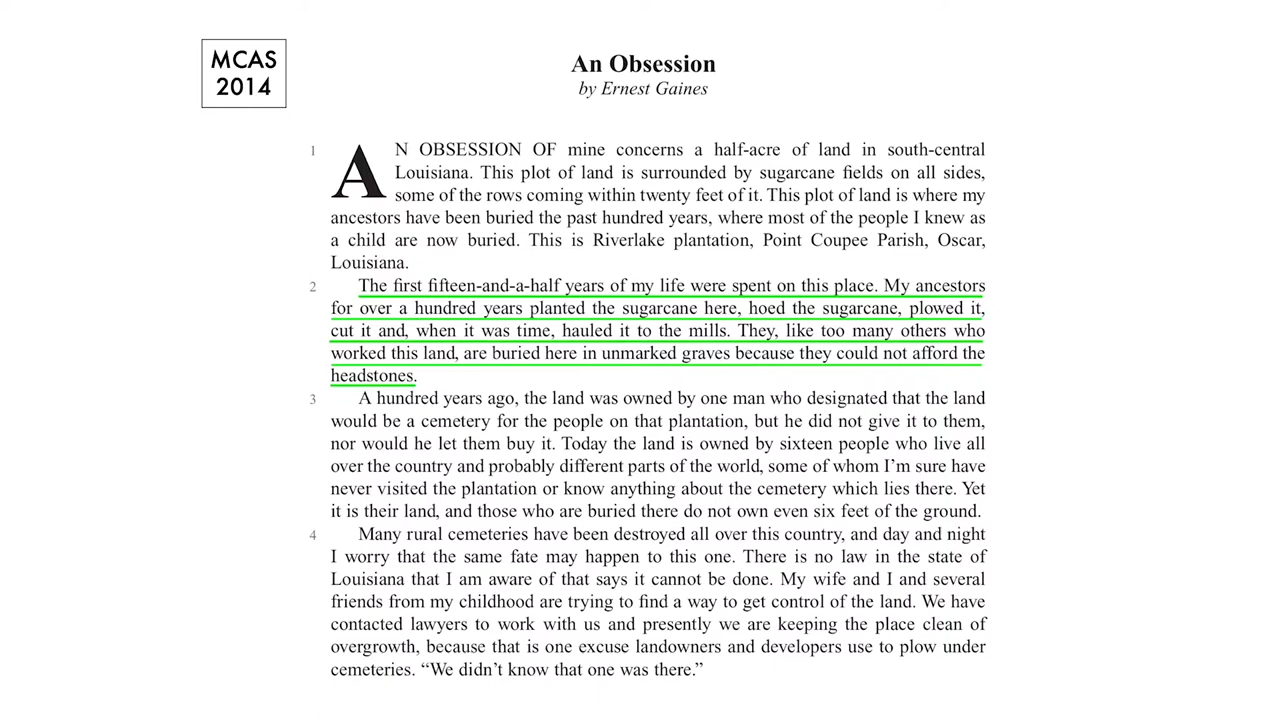 MCAS
2014
An Obsession
by Ernest Gaines
1 AN OBSESSION OF mine concerns a half-acre of land in south-central
Louisiana. This plot of land is surrounded by sugarcane fields on all sides,
some of the rows coming within twenty feet of it. This plot of land is where my
ancestors have been buried the past hundred years, where most of the people I knew as
a child are now buried. This is Riverlake plantation, Point Coupee Parish, Oscar,
Louisiana.
2 The first fifteen-and-a-half years of my life were spent on this place. My ancestors
for over a hundred years planted the sugarcane here, hoed the sugarcane, plowed it,
cut it and, when it was time, hauled it to the mills. They, like too many others who
worked this land, are buried here in unmarked graves because they could not afford the
headstones.
3 A hundred years ago, the land was owned by one man who designated that the land
would be a cemetery for the people on that plantation, but he did not give it to them,
nor would he let them buy it. Today the land is owned by sixteen people who live all
over the country and probably different parts of the world, some of whom I'm sure have
never visited the plantation or know anything about the cemetery which lies there. Yet
it is their land, and those who are buried there do not own even six feet of the ground.
4 Many rural cemeteries have been destroyed all over this country, and day and night
I worry that the same fate may happen to this one. There is no law in the state of
Louisiana that I am aware of that says it cannot be done. My wife and I and several
friends from my childhood are trying to find a way to get control of the land. We have
contacted lawyers to work with us and presently we are keeping the place clean of
overgrowth, because that is one excuse landowners and developers use to plow under
cemeteries. “We didn’t know that one was there.”